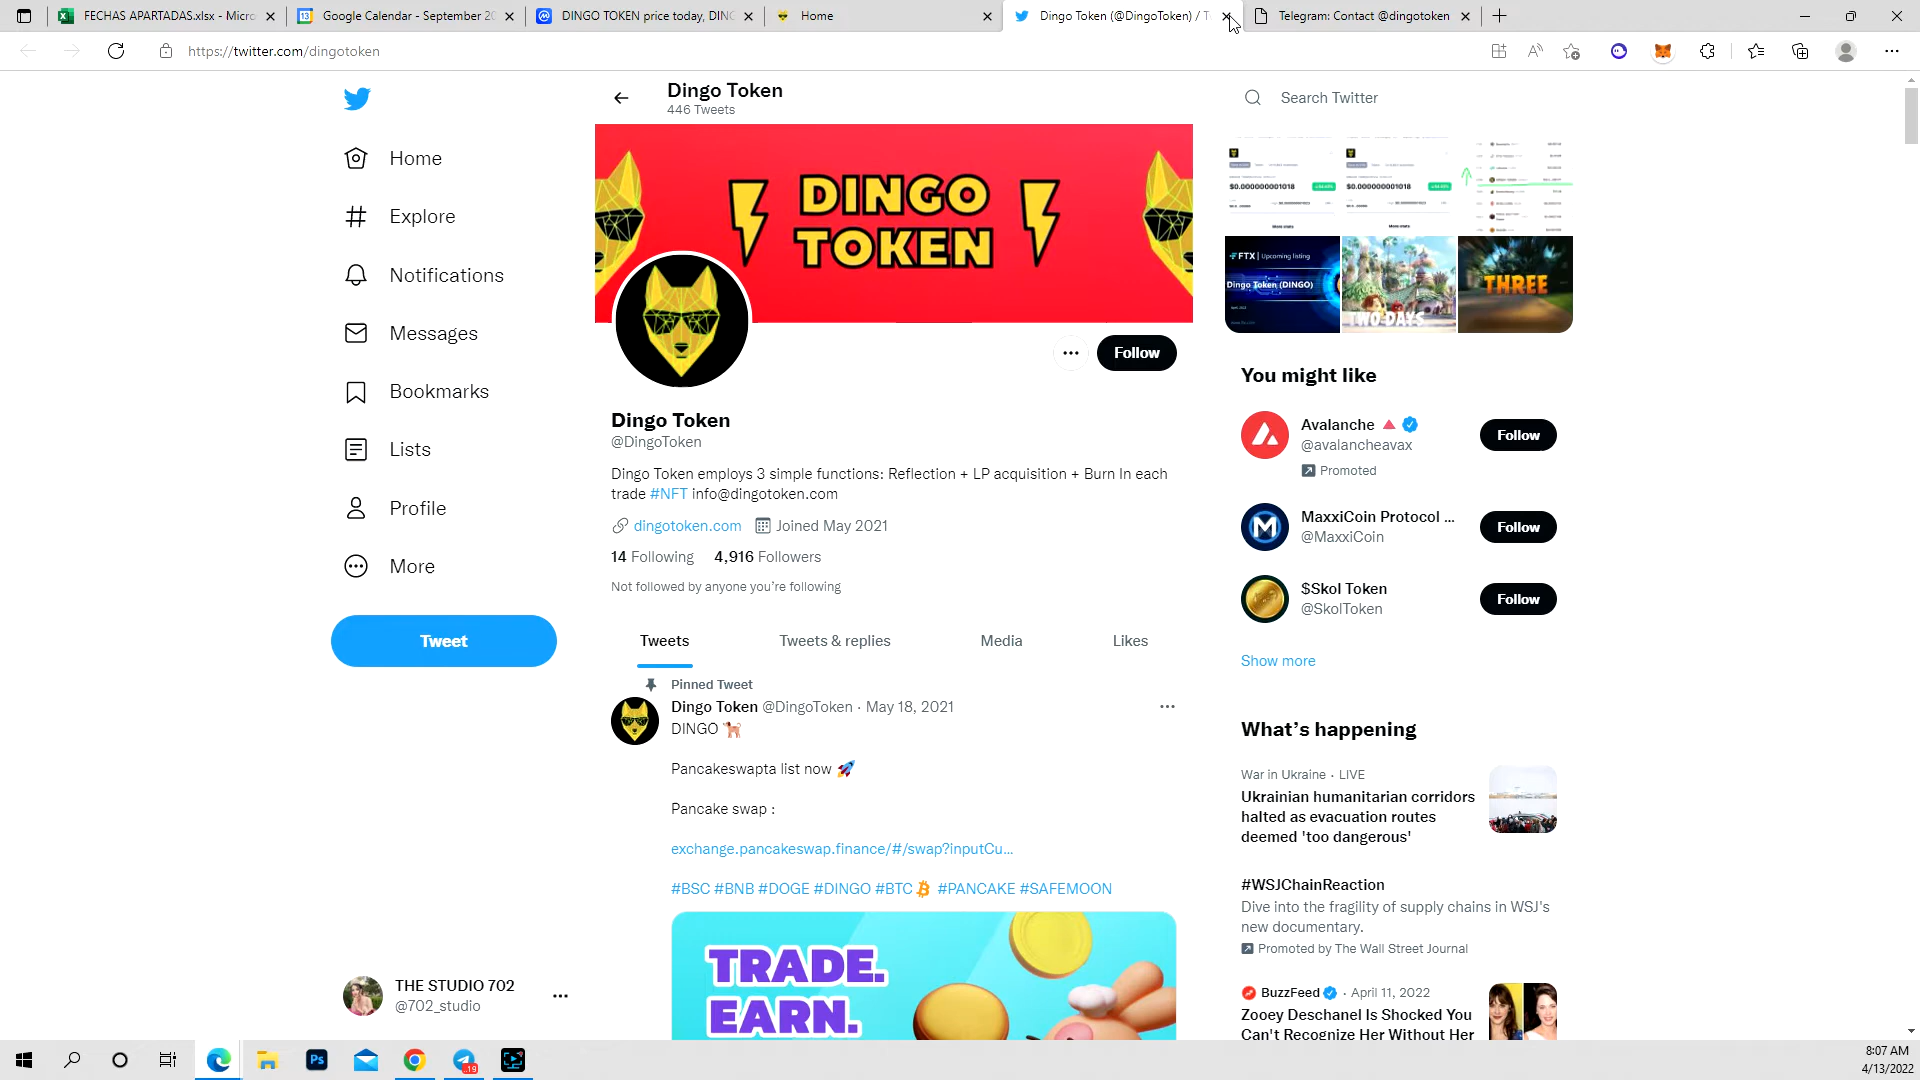 FECHAS APARTADAS.xlsx - Micro
Google Calendar - September 20
DINGO TOKEN price today, DING
Home
Dingo Token (@DingoToken) / T
Telegram: Contact @dingotoken
https://twitter.com/dingotoken
Dingo Token
446 Tweets
Search Twitter
Home
Explore
Notifications
Messages
Bookmarks
Lists
Profile
More
Tweet
THE STUDIO 702
@702_studio
DINGO
TOKEN
Follow
Dingo Token
@DingoToken
Dingo Token employs 3 simple functions: Reflection + LP acquisition + Burn In each
trade #NFT info@dingotoken.com
dingotoken.com Joined May 2021
14 Following 4,916 Followers
Not followed by anyone you're following
Tweets Tweets & replies Media Likes
Pinned Tweet
Dingo Token @DingoToken · May 18, 2021
DINGO 🐕
Pancakeswapta list now 🚀
Pancake swap :
exchange.pancakeswap.finance/#/swap?inputCu...
#BSC #BNB #DOGE #DINGO #BTC #PANCAKE #SAFEMOON
TRADE.
EARN.
$0.000000001018
$0.000000001018
More stats
More stats
FTX | Upcoming listing
Dingo Token (DINGO)
TWO DAYS
THREE
You might like
Avalanche
@avalancheavax
Promoted
Follow
MaxxiCoin Protocol ...
@MaxxiCoin
Follow
$Skol Token
@SkolToken
Follow
Show more
What's happening
War in Ukraine · LIVE
Ukrainian humanitarian corridors
halted as evacuation routes
deemed 'too dangerous'
#WSJChainReaction
Dive into the fragility of supply chains in WSJ's
new documentary.
Promoted by The Wall Street Journal
BuzzFeed · April 11, 2022
Zooey Deschanel Is Shocked You
Can't Recognize Her Without Her
Ps
19
8:07 AM
4/13/2022